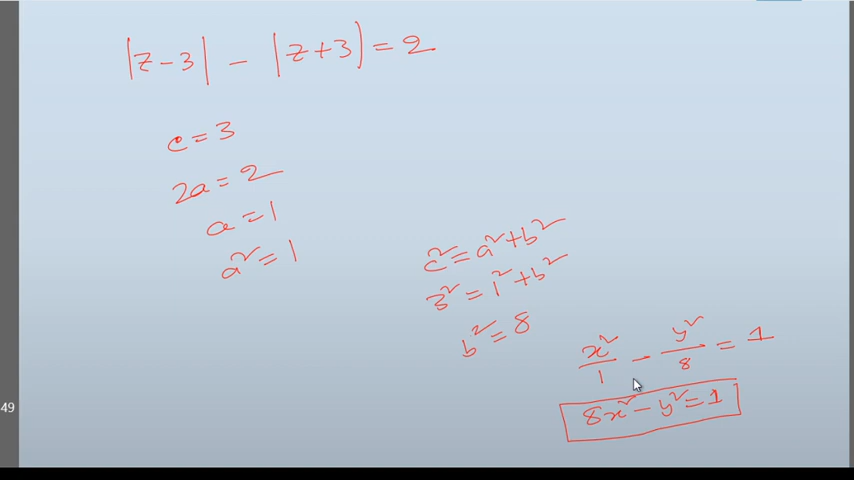 |z-3| - |z+3| = 2
c = 3
2a = 2
a = 1
a² = 1
c² = a² + b²
3² = 1² + b²
b² = 8
x²/1 - y²/8 = 1
8x² - y² = 1
49